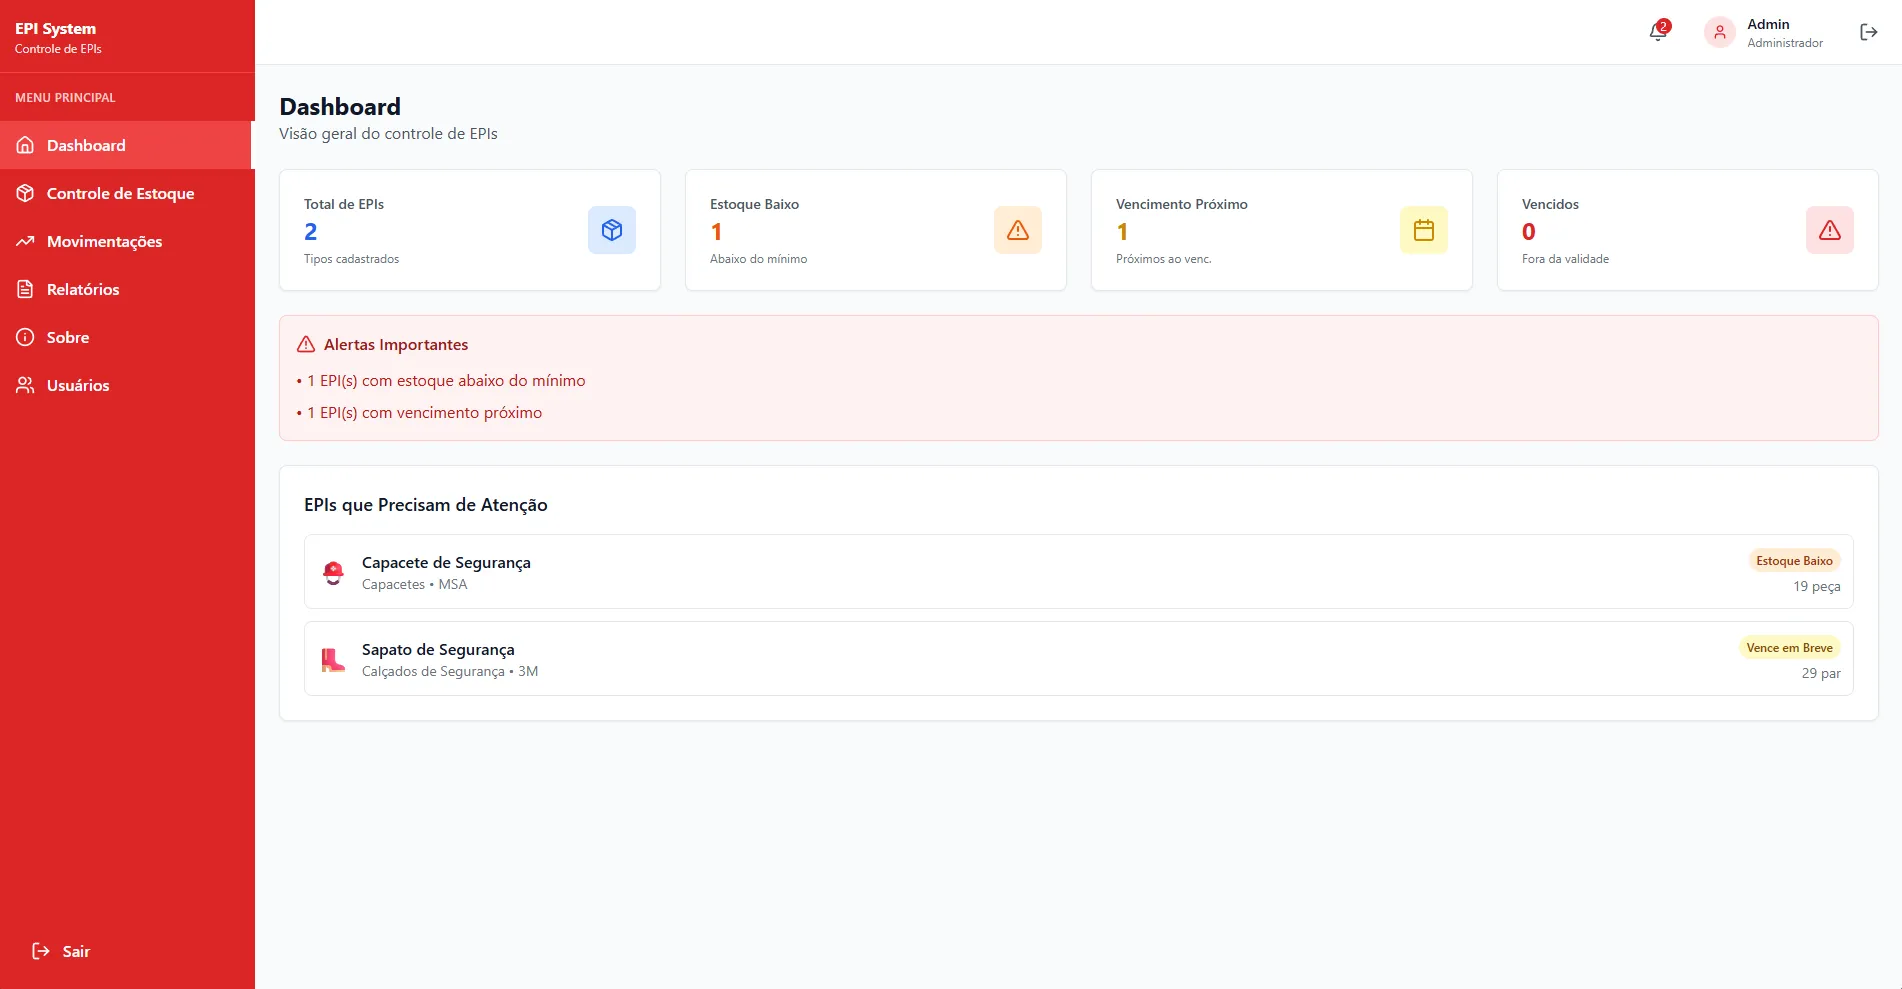 EPI System
Controle de EPIs
MENU PRINCIPAL
Dashboard
Controle de Estoque
Movimentações
Relatórios
Sobre
Usuários
Sair
2
Admin
Administrador
Dashboard
Visão geral do controle de EPIs
Total de EPIs
2
Tipos cadastrados
Estoque Baixo
1
Abaixo do mínimo
Vencimento Próximo
1
Próximos ao venc.
Vencidos
0
Fora da validade
Alertas Importantes
• 1 EPI(s) com estoque abaixo do mínimo
• 1 EPI(s) com vencimento próximo
EPIs que Precisam de Atenção
Capacete de Segurança
Capacetes • MSA
Estoque Baixo
19 peça
Sapato de Segurança
Calçados de Segurança • 3M
Vence em Breve
29 par